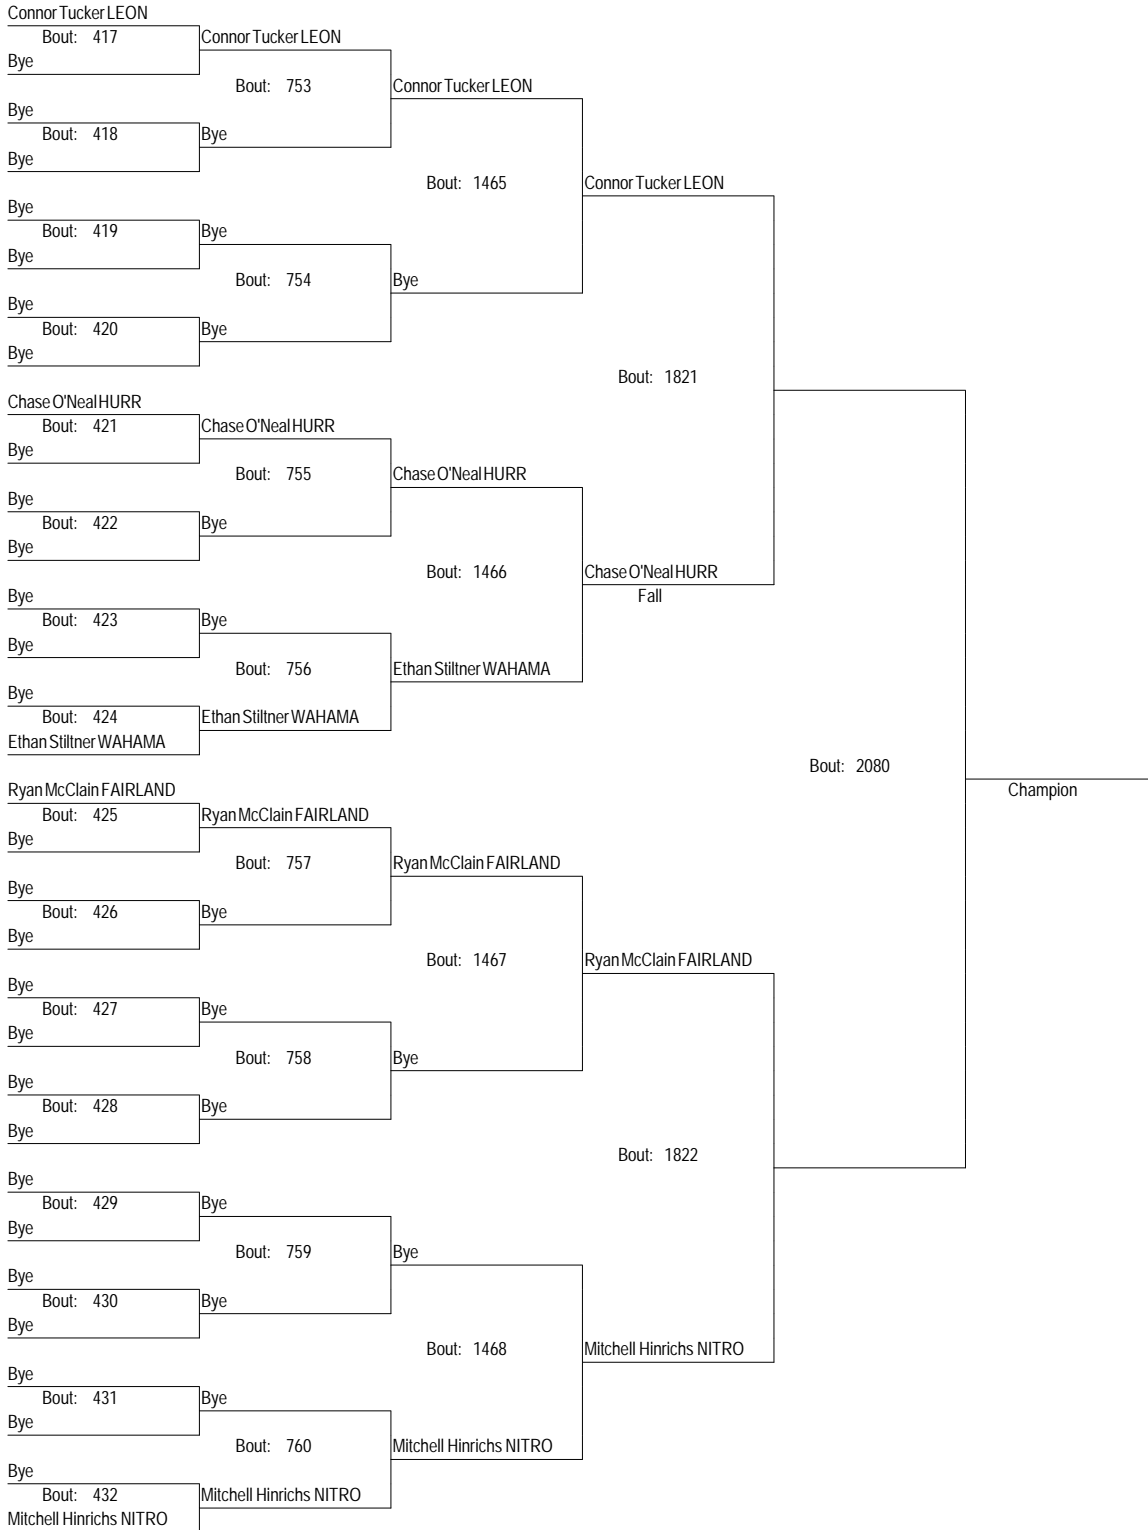 Connor Tucker LEON
Bout: 417 Connor Tucker LEON
Bye
Bout: 753 Connor Tucker LEON
Bye
Bout: 418 Bye
Bye
Bout: 1465 Connor Tucker LEON
Bye
Bout: 419 Bye
Bye
Bout: 754 Bye
Bye
Bout: 420 Bye
Bye
Bout: 1821
Chase O'Neal HURR
Bout: 421 Chase O'Neal HURR
Bye
Bout: 755 Chase O'Neal HURR
Bye
Bout: 422 Bye
Bye
Bout: 1466 Chase O'Neal HURR
Bye Fall
Bout: 423 Bye
Bye
Bout: 756 Ethan Stiltner WAHAMA
Bye
Bout: 424 Ethan Stiltner WAHAMA
Ethan Stiltner WAHAMA
Bout: 2080
Ryan McClain FAIRLAND Champion
Bout: 425 Ryan McClain FAIRLAND
Bye
Bout: 757 Ryan McClain FAIRLAND
Bye
Bout: 426 Bye
Bye
Bout: 1467 Ryan McClain FAIRLAND
Bye
Bout: 427 Bye
Bye
Bout: 758 Bye
Bye
Bout: 428 Bye
Bye
Bout: 1822
Bye
Bout: 429 Bye
Bye
Bout: 759 Bye
Bye
Bout: 430 Bye
Bye
Bout: 1468 Mitchell Hinrichs NITRO
Bye
Bout: 431 Bye
Bye
Bout: 760 Mitchell Hinrichs NITRO
Bye
Bout: 432 Mitchell Hinrichs NITRO
Mitchell Hinrichs NITRO